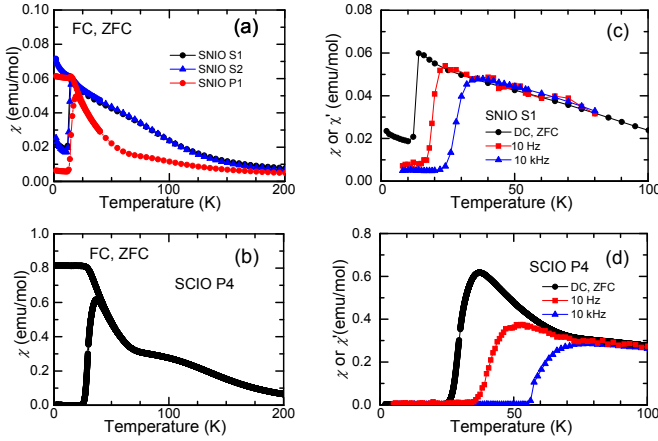 (a)
FC, ZFC
SNIO S1
SNIO S2
SNIO P1
0.10
0.08
0.06
0.04
0.02
0.00
χ (emu/mol)
0 50 100 150 200
Temperature (K)
(c)
SNIO S1
DC, ZFC
10 Hz
10 kHz
0.08
0.06
0.04
0.02
0.00
χ or χ' (emu/mol)
0 50 100
Temperature (K)
(b)
FC, ZFC
SCIO P4
1.0
0.8
0.6
0.4
0.2
0.0
χ (emu/mol)
0 50 100 150 200
Temperature (K)
(d)
SCIO P4
DC, ZFC
10 Hz
10 kHz
0.8
0.6
0.4
0.2
0.0
χ or χ'(emu/mol)
0 50 100
Temperature (K)